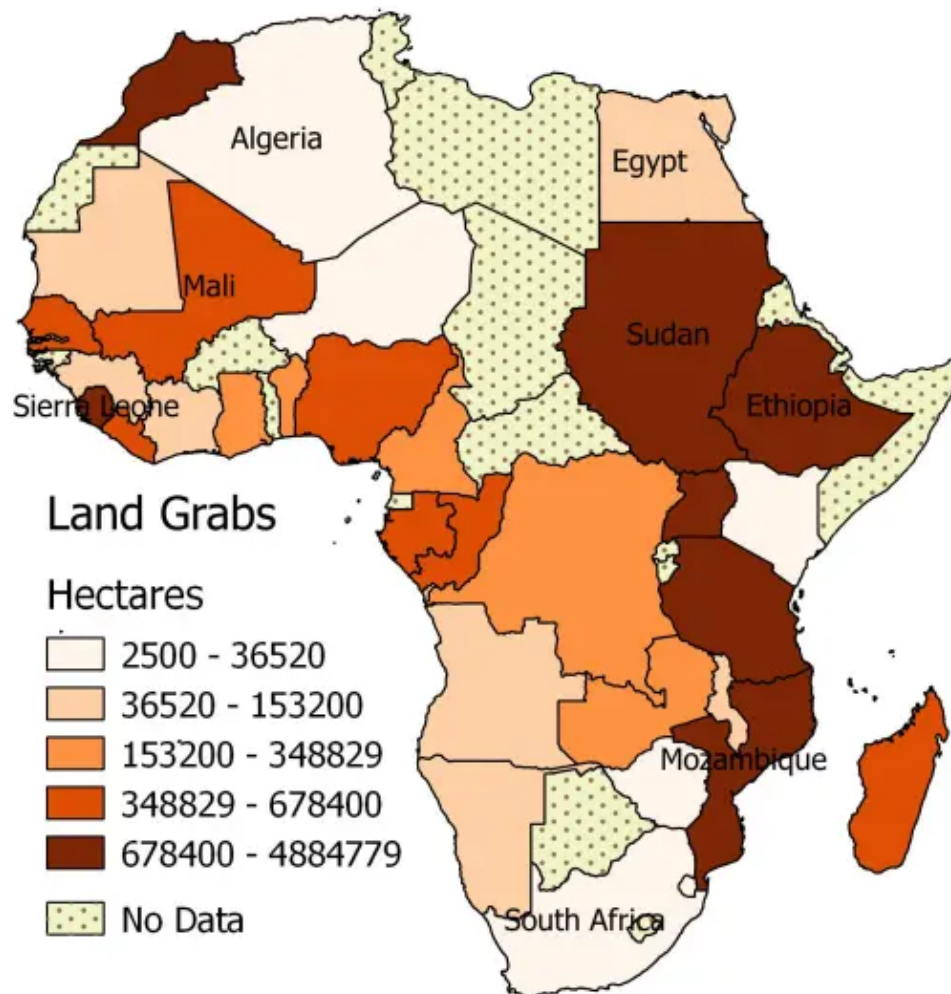 Algeria
Egypt
Mali
Sudan
Sierra Leone
Ethiopia
Land Grabs
Hectares
2500 - 36520
36520 - 153200
153200 - 348829
348829 - 678400
678400 - 4884779
No Data
Mozambique
South Africa